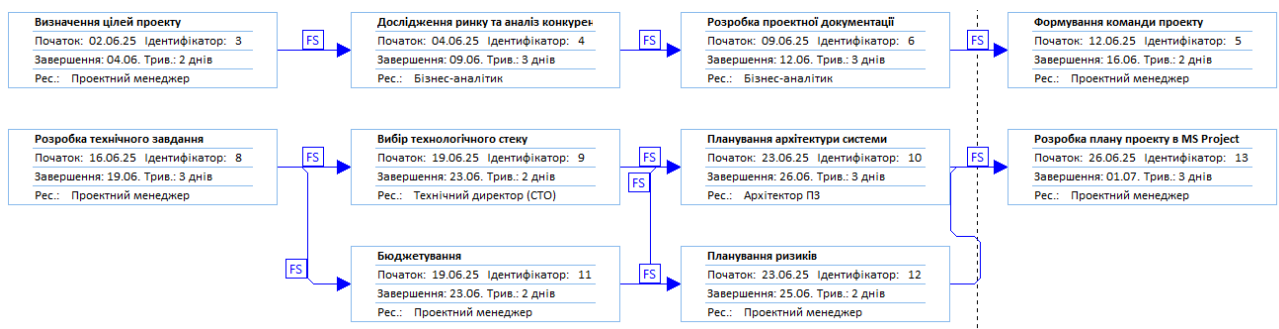 Визначення цілей проекту
Початок: 02.06.25 Ідентифікатор: 3
Завершення: 04.06. Трив.: 2 днів
Рес.: Проектний менеджер
FS
Дослідження ринку та аналіз конкурен
Початок: 04.06.25 Ідентифікатор: 4
Завершення: 09.06. Трив.: 3 днів
Рес.: Бізнес-аналітик
FS
Розробка проектної документації
Початок: 09.06.25 Ідентифікатор: 6
Завершення: 12.06. Трив.: 3 днів
Рес.: Бізнес-аналітик
FS
Формування команди проекту
Початок: 12.06.25 Ідентифікатор: 5
Завершення: 16.06. Трив.: 2 днів
Рес.: Проектний менеджер
Розробка технічного завдання
Початок: 16.06.25 Ідентифікатор: 8
Завершення: 19.06. Трив.: 3 днів
Рес.: Проектний менеджер
FS
Вибір технологічного стеку
Початок: 19.06.25 Ідентифікатор: 9
Завершення: 23.06. Трив.: 2 днів
Рес.: Технічний директор (СТО)
FS
FS
Планування архітектури системи
Початок: 23.06.25 Ідентифікатор: 10
Завершення: 26.06. Трив.: 3 днів
Рес.: Архітектор ПЗ
FS
Розробка плану проекту в MS Project
Початок: 26.06.25 Ідентифікатор: 13
Завершення: 01.07. Трив.: 3 днів
Рес.: Проектний менеджер
FS
Бюджетування
Початок: 19.06.25 Ідентифікатор: 11
Завершення: 23.06. Трив.: 2 днів
Рес.: Проектний менеджер
FS
Планування ризиків
Початок: 23.06.25 Ідентифікатор: 12
Завершення: 25.06. Трив.: 2 днів
Рес.: Проектний менеджер